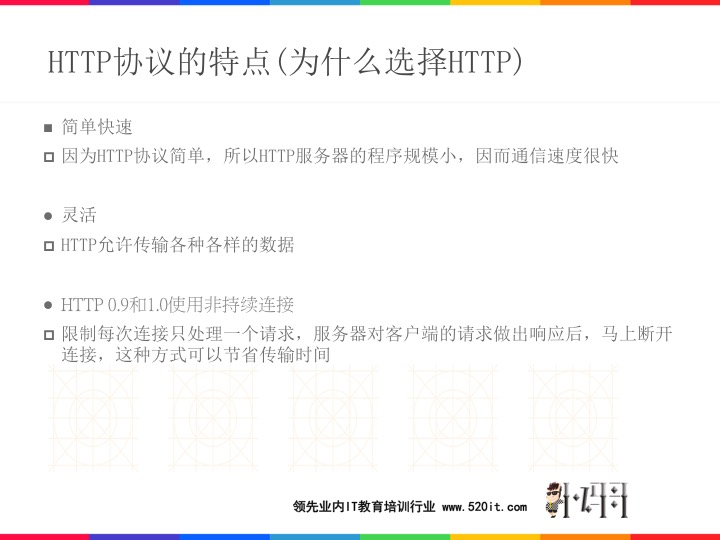 HTTP协议的特点(为什么选择HTTP)
简单快速
因为HTTP协议简单，所以HTTP服务器的程序规模小，因而通信速度很快
灵活
HTTP允许传输各种各样的数据
HTTP 0.9和1.0使用非持续连接
限制每次连接只处理一个请求，服务器对客户端的请求做出响应后，马上断开
连接，这种方式可以节省传输时间
领先业内IT教育培训行业 www.520it.com
小码哥